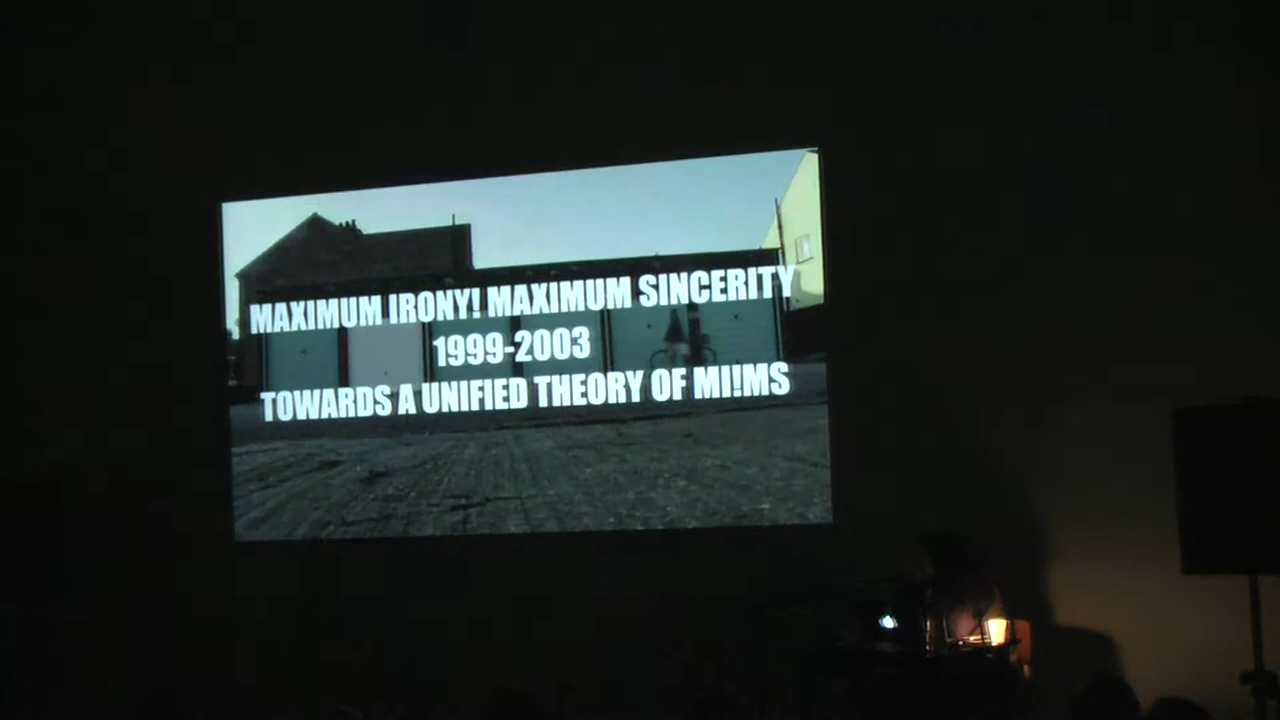 MAXIMUM IRONY! MAXIMUM SINCERITY
1999-2003
TOWARDS A UNIFIED THEORY OF MI!MS